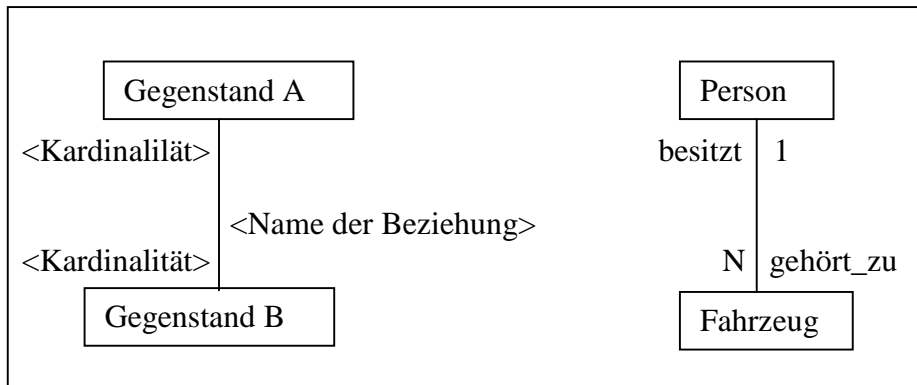 Gegenstand A
<Kardinalilät>
<Name der Beziehung>
<Kardinalität>
Gegenstand B
Person
besitzt 1
N gehört_zu
Fahrzeug